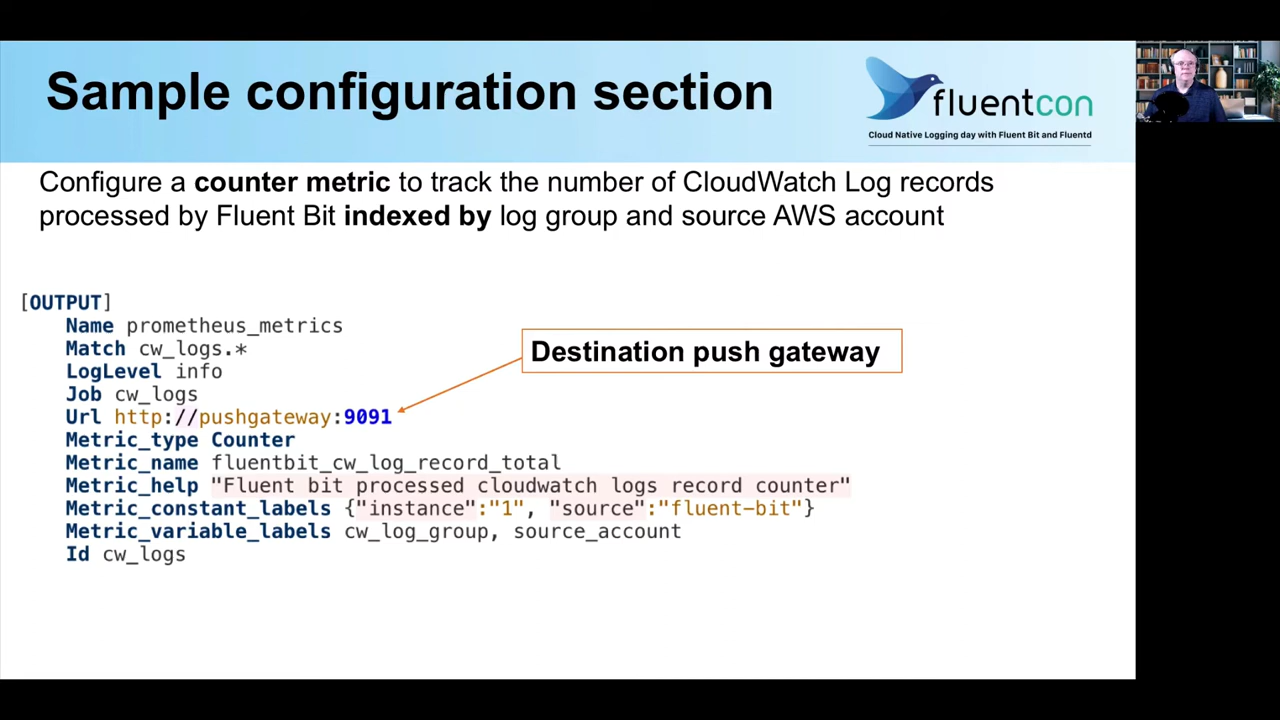 Sample configuration section
fluentcon
Cloud Native Logging day with Fluent Bit and Fluentd
Configure a counter metric to track the number of CloudWatch Log records
processed by Fluent Bit indexed by log group and source AWS account
[OUTPUT]
Name prometheus_metrics
Match cw_logs.*
LogLevel info
Job cw_logs
Url http://pushgateway:9091
Metric_type Counter
Metric_name fluentbit_cw_log_record_total
Metric_help "Fluent bit processed cloudwatch logs record counter"
Metric_constant_labels {"instance":"1", "source":"fluent-bit"}
Metric_variable_labels cw_log_group, source_account
Id cw_logs
Destination push gateway